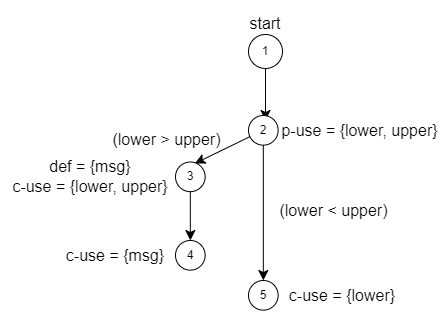 start
1
2 p-use = {lower, upper}
(lower > upper)
def = {msg}
c-use = {lower, upper} 3
(lower < upper)
c-use = {msg} 4
5 c-use = {lower}